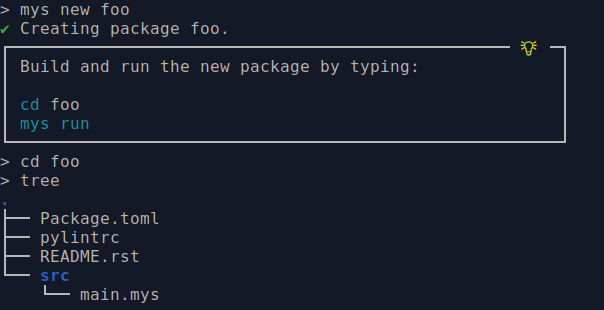 > mys new foo
✔ Creating package foo.
Build and run the new package by typing:
cd foo
mys run
> cd foo
> tree
.
├── Package.toml
├── pylintrc
├── README.rst
└── src
    └── main.mys